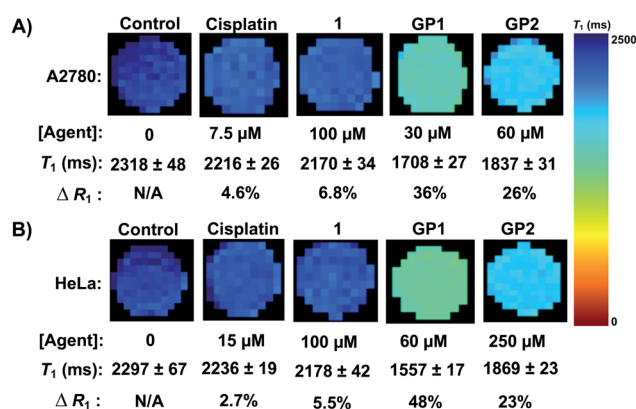 Control Cisplatin 1 GP1 GP2 T1 (ms)
A) 2500
A2780:
[Agent]: 0 7.5 µM 100 µM 30 µM 60 µM
T1 (ms): 2318 ± 48 2216 ± 26 2170 ± 34 1708 ± 27 1837 ± 31
Δ R1 : N/A 4.6% 6.8% 36% 26%
B) Control Cisplatin 1 GP1 GP2
HeLa:
[Agent]: 0 15 µM 100 µM 60 µM 250 µM 0
T1 (ms): 2297 ± 67 2236 ± 19 2178 ± 42 1557 ± 17 1869 ± 23
Δ R1 : N/A 2.7% 5.5% 48% 23%